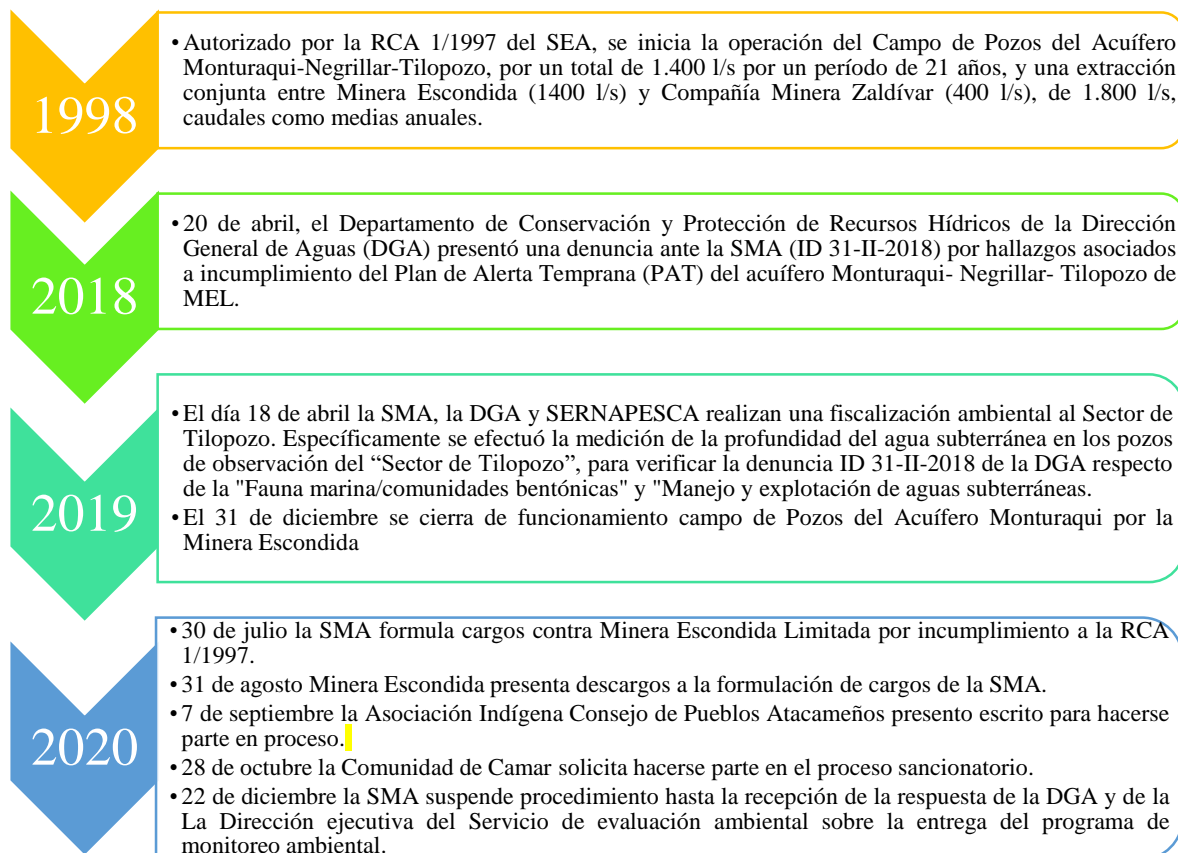 1998
•Autorizado por la RCA 1/1997 del SEA, se inicia la operación del Campo de Pozos del Acuífero
Monturaqui-Negrillar-Tilopozo, por un total de 1.400 l/s por un período de 21 años, y una extracción
conjunta entre Minera Escondida (1400 l/s) y Compañía Minera Zaldívar (400 l/s), de 1.800 l/s,
caudales como medias anuales.
2018
•20 de abril, el Departamento de Conservación y Protección de Recursos Hídricos de la Dirección
General de Aguas (DGA) presentó una denuncia ante la SMA (ID 31-II-2018) por hallazgos asociados
a incumplimiento del Plan de Alerta Temprana (PAT) del acuífero Monturaqui- Negrillar- Tilopozo de
MEL.
2019
•El día 18 de abril la SMA, la DGA y SERNAPESCA realizan una fiscalización ambiental al Sector de
Tilopozo. Específicamente se efectuó la medición de la profundidad del agua subterránea en los pozos
de observación del “Sector de Tilopozo”, para verificar la denuncia ID 31-II-2018 de la DGA respecto
de la "Fauna marina/comunidades bentónicas" y "Manejo y explotación de aguas subterráneas.
•El 31 de diciembre se cierra de funcionamiento campo de Pozos del Acuífero Monturaqui por la
Minera Escondida
2020
•30 de julio la SMA formula cargos contra Minera Escondida Limitada por incumplimiento a la RCA
1/1997.
•31 de agosto Minera Escondida presenta descargos a la formulación de cargos de la SMA.
•7 de septiembre la Asociación Indígena Consejo de Pueblos Atacameños presento escrito para hacerse
parte en proceso.
•28 de octubre la Comunidad de Camar solicita hacerse parte en el proceso sancionatorio.
•22 de diciembre la SMA suspende procedimiento hasta la recepción de la respuesta de la DGA y de la
La Dirección ejecutiva del Servicio de evaluación ambiental sobre la entrega del programa de
monitoreo ambiental.